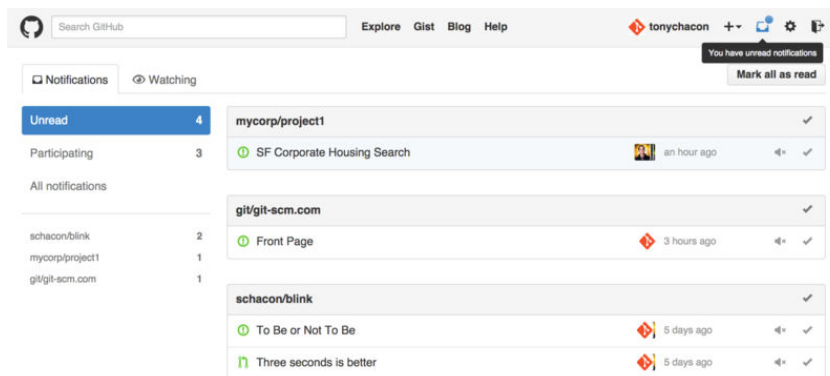 Search GitHub
Explore Gist Blog Help
tonychacon
You have unread notifications
Notifications
Watching
Mark all as read
Unread 4
Participating 3
All notifications
schacon/blink 2
mycorp/project1 1
git/git-scm.com 1
mycorp/project1
SF Corporate Housing Search an hour ago
git/git-scm.com
Front Page 3 hours ago
schacon/blink
To Be or Not To Be 5 days ago
Three seconds is better 5 days ago